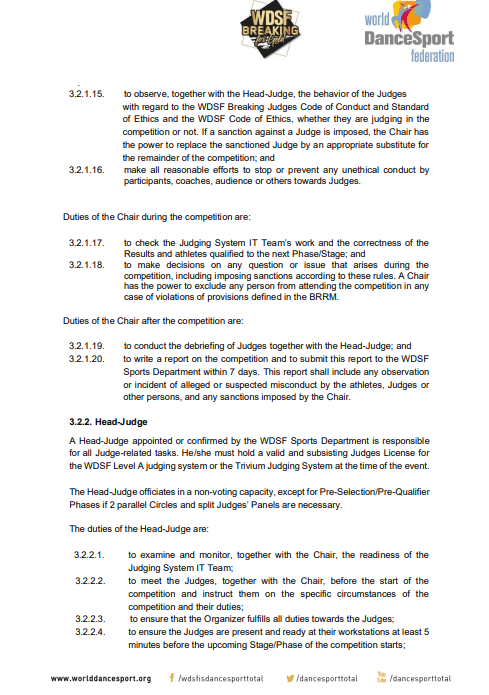 WDSF
BREAKING
for Gold
world
DanceSport
federation
3.2.1.15. to observe, together with the Head-Judge, the behavior of the Judges
with regard to the WDSF Breaking Judges Code of Conduct and Standard
of Ethics and the WDSF Code of Ethics, whether they are judging in the
competition or not. If a sanction against a Judge is imposed, the Chair has
the power to replace the sanctioned Judge by an appropriate substitute for
the remainder of the competition; and
3.2.1.16. make all reasonable efforts to stop or prevent any unethical conduct by
participants, coaches, audience or others towards Judges.
Duties of the Chair during the competition are:
3.2.1.17. to check the Judging System IT Team's work and the correctness of the
Results and athletes qualified to the next Phase/Stage; and
3.2.1.18. to make decisions on any question or issue that arises during the
competition, including imposing sanctions according to these rules. A Chair
has the power to exclude any person from attending the competition in any
case of violations of provisions defined in the BRRM.
Duties of the Chair after the competition are:
3.2.1.19. to conduct the debriefing of Judges together with the Head-Judge; and
3.2.1.20. to write a report on the competition and to submit this report to the WDSF
Sports Department within 7 days. This report shall include any observation
or incident of alleged or suspected misconduct by the athletes, Judges or
other persons, and any sanctions imposed by the Chair.
3.2.2. Head-Judge
A Head-Judge appointed or confirmed by the WDSF Sports Department is responsible
for all Judge-related tasks. He/she must hold a valid and subsisting Judges License for
the WDSF Level A judging system or the Trivium Judging System at the time of the event.
The Head-Judge officiates in a non-voting capacity, except for Pre-Selection/Pre-Qualifier
Phases if 2 parallel Circles and split Judges' Panels are necessary.
The duties of the Head-Judge are:
3.2.2.1. to examine and monitor, together with the Chair, the readiness of the
Judging System IT Team;
3.2.2.2. to meet the Judges, together with the Chair, before the start of the
competition and instruct them on the specific circumstances of the
competition and their duties;
3.2.2.3. to ensure that the Organizer fulfills all duties towards the Judges;
3.2.2.4. to ensure the Judges are present and ready at their workstations at least 5
minutes before the upcoming Stage/Phase of the competition starts;
www.worlddancesport.org f /wdsfisdancesporttotal /dancesporttotal You Tube /dancesporttotal